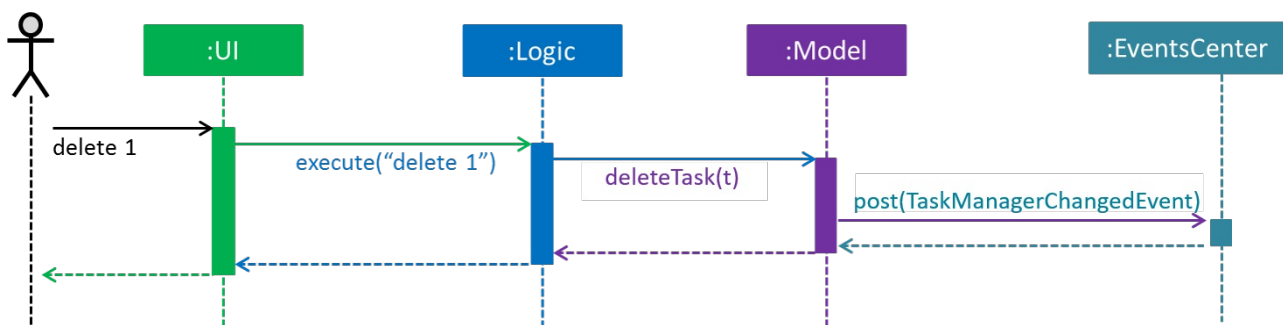 :UI
:Logic
:Model
:EventsCenter
delete 1
execute(“delete 1”)
deleteTask(t)
post(TaskManagerChangedEvent)